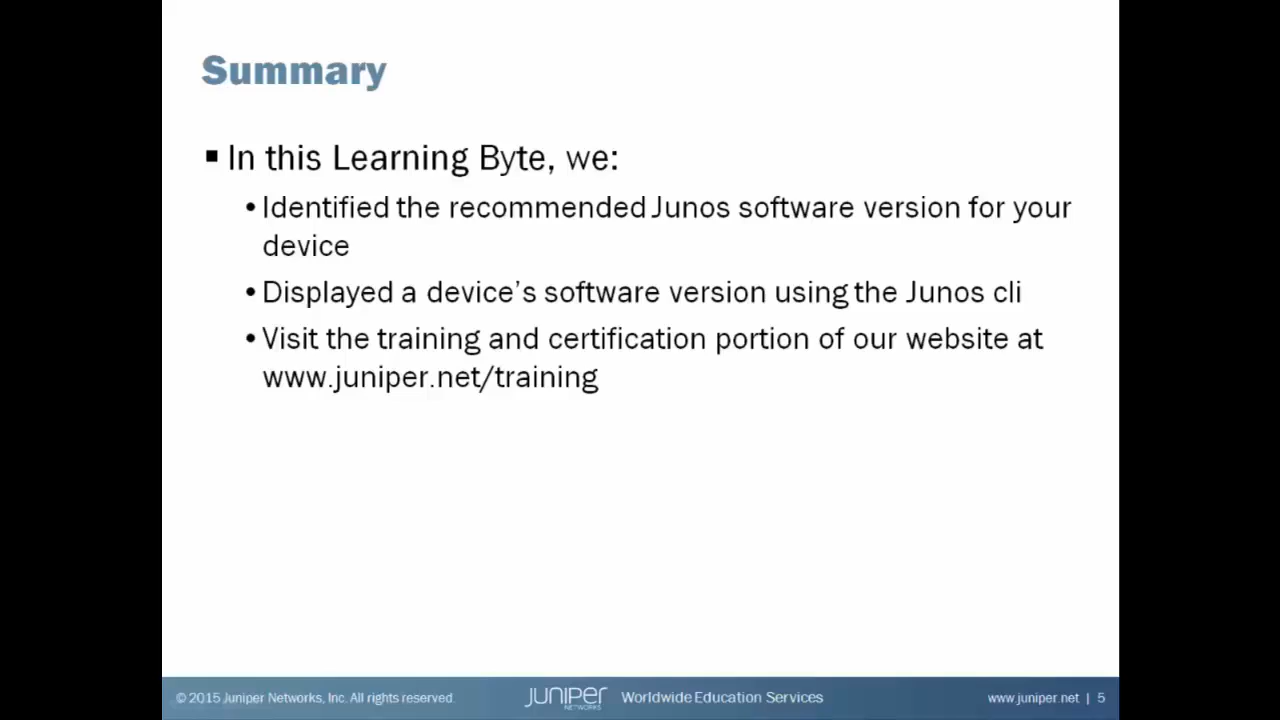 Summary
▪ In this Learning Byte, we:
• Identified the recommended Junos software version for your
device
• Displayed a device’s software version using the Junos cli
• Visit the training and certification portion of our website at
www.juniper.net/training
© 2015 Juniper Networks, Inc. All rights reserved.
JUNIPER
NETWORKS
Worldwide Education Services
www.juniper.net | 5